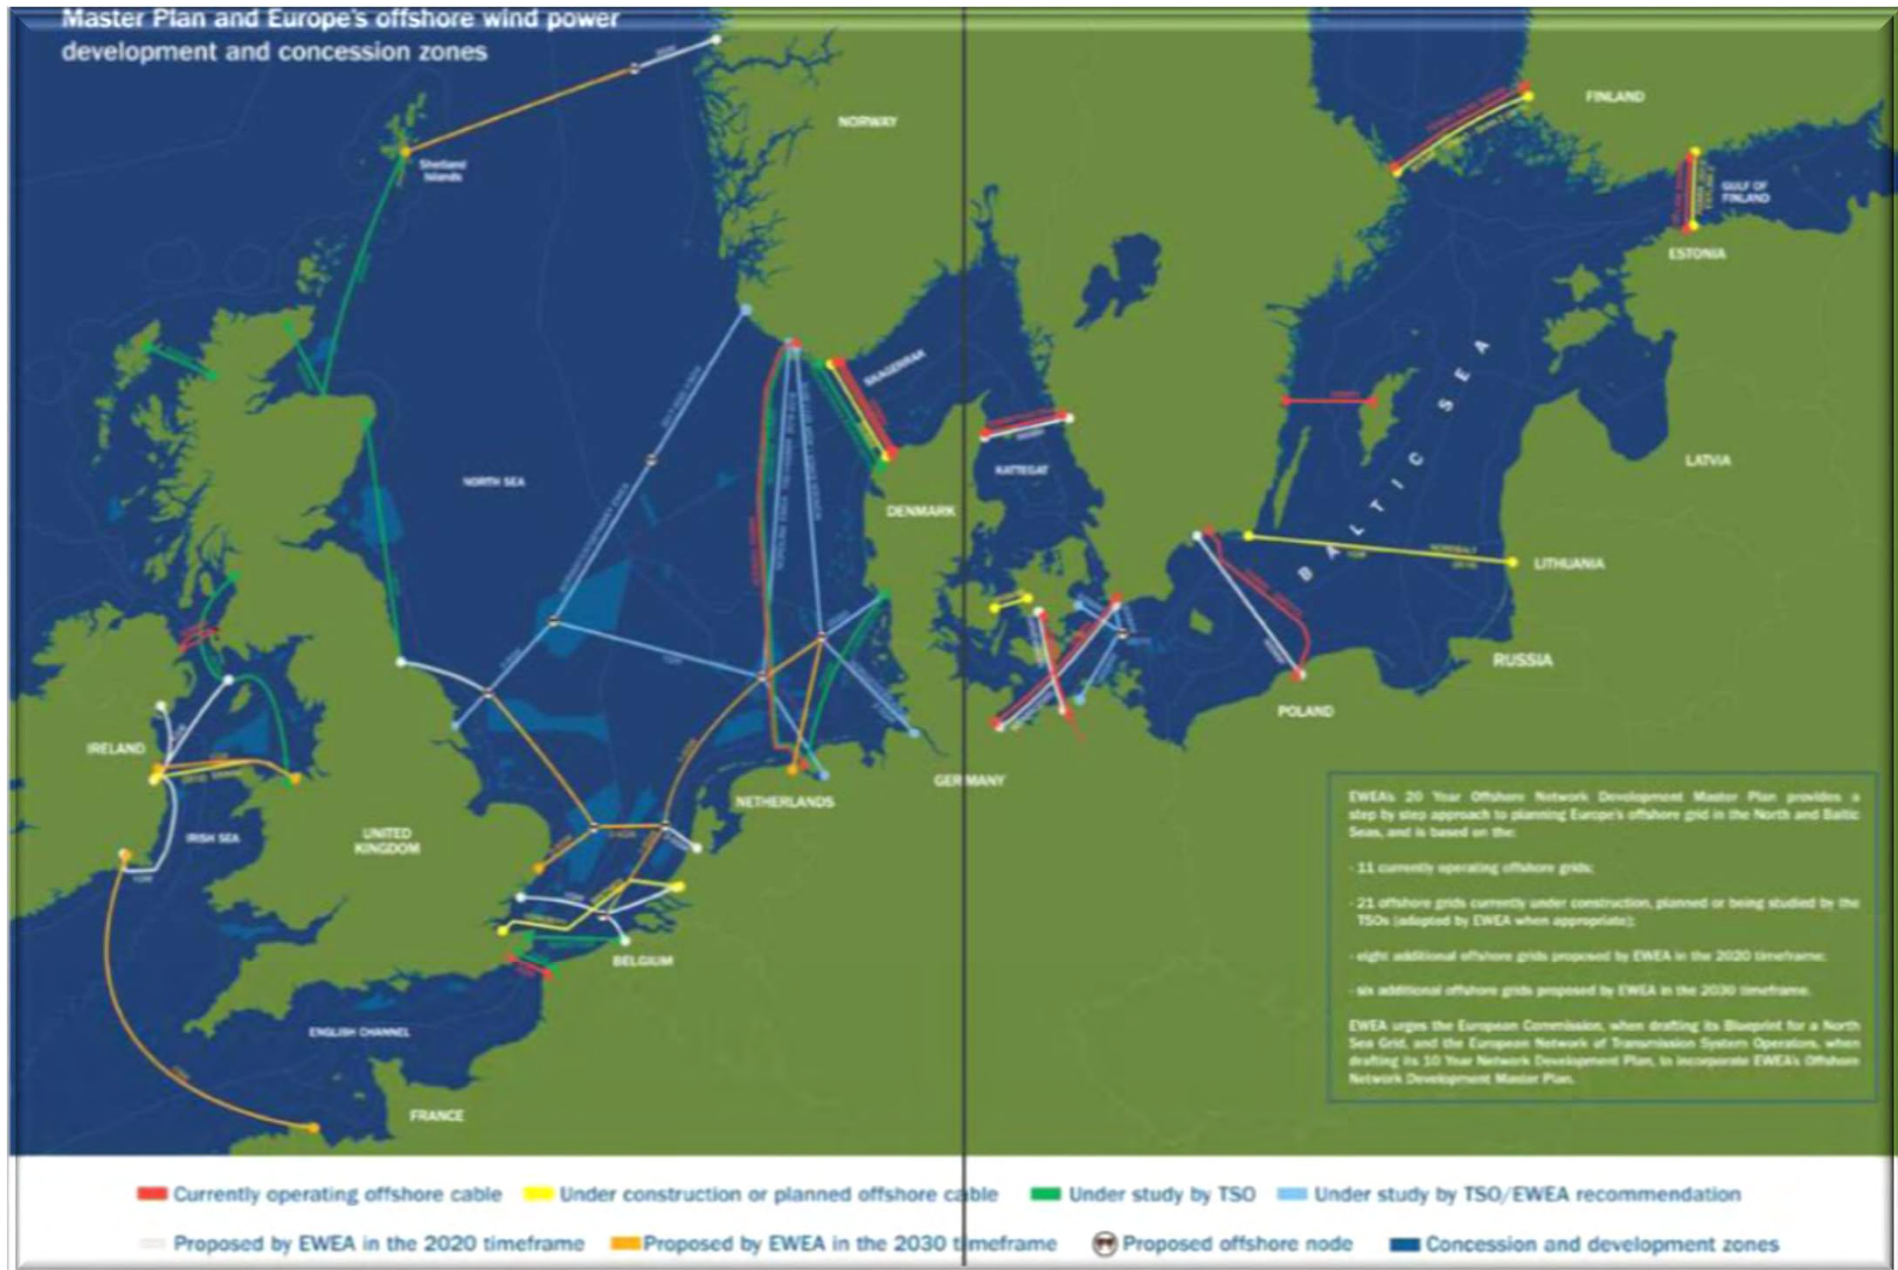 Master Plan and Europe's offshore wind power
development and concession zones
NORWAY
FINLAND
Shetland
Islands
GULF OF
FINLAND
ESTONIA
SKAGERRAK
NORTH SEA
KATTEGAT
BALTIC SEA
LATVIA
DENMARK
NORDBALT
LITHUANIA
RUSSIA
POLAND
IRELAND
GERMANY
NETHERLANDS
IRISH SEA
UNITED
KINGDOM
BELGIUM
ENGLISH CHANNEL
FRANCE
EWEA's 20 Year Offshore Network Development Master Plan provides a
step by step approach to planning Europe's offshore grid in the North and Baltic
Seas, and is based on the:
- 11 currently operating offshore grids;
- 21 offshore grids currently under construction, planned or being studied by the
TSOs (adapted by EWEA when appropriate);
- eight additional offshore grids proposed by EWEA in the 2020 timeframe;
- six additional offshore grids proposed by EWEA in the 2030 timeframe.
EWEA urges the European Commission, when drafting its Blueprint for a North
Sea Grid, and the European Network of Transmission System Operators, when
drafting its 10 Year Network Development Plan, to incorporate EWEA's Offshore
Network Development Master Plan.
Currently operating offshore cable
Under construction or planned offshore cable
Under study by TSO
Under study by TSO/EWEA recommendation
Proposed by EWEA in the 2020 timeframe
Proposed by EWEA in the 2030 timeframe
Proposed offshore node
Concession and development zones